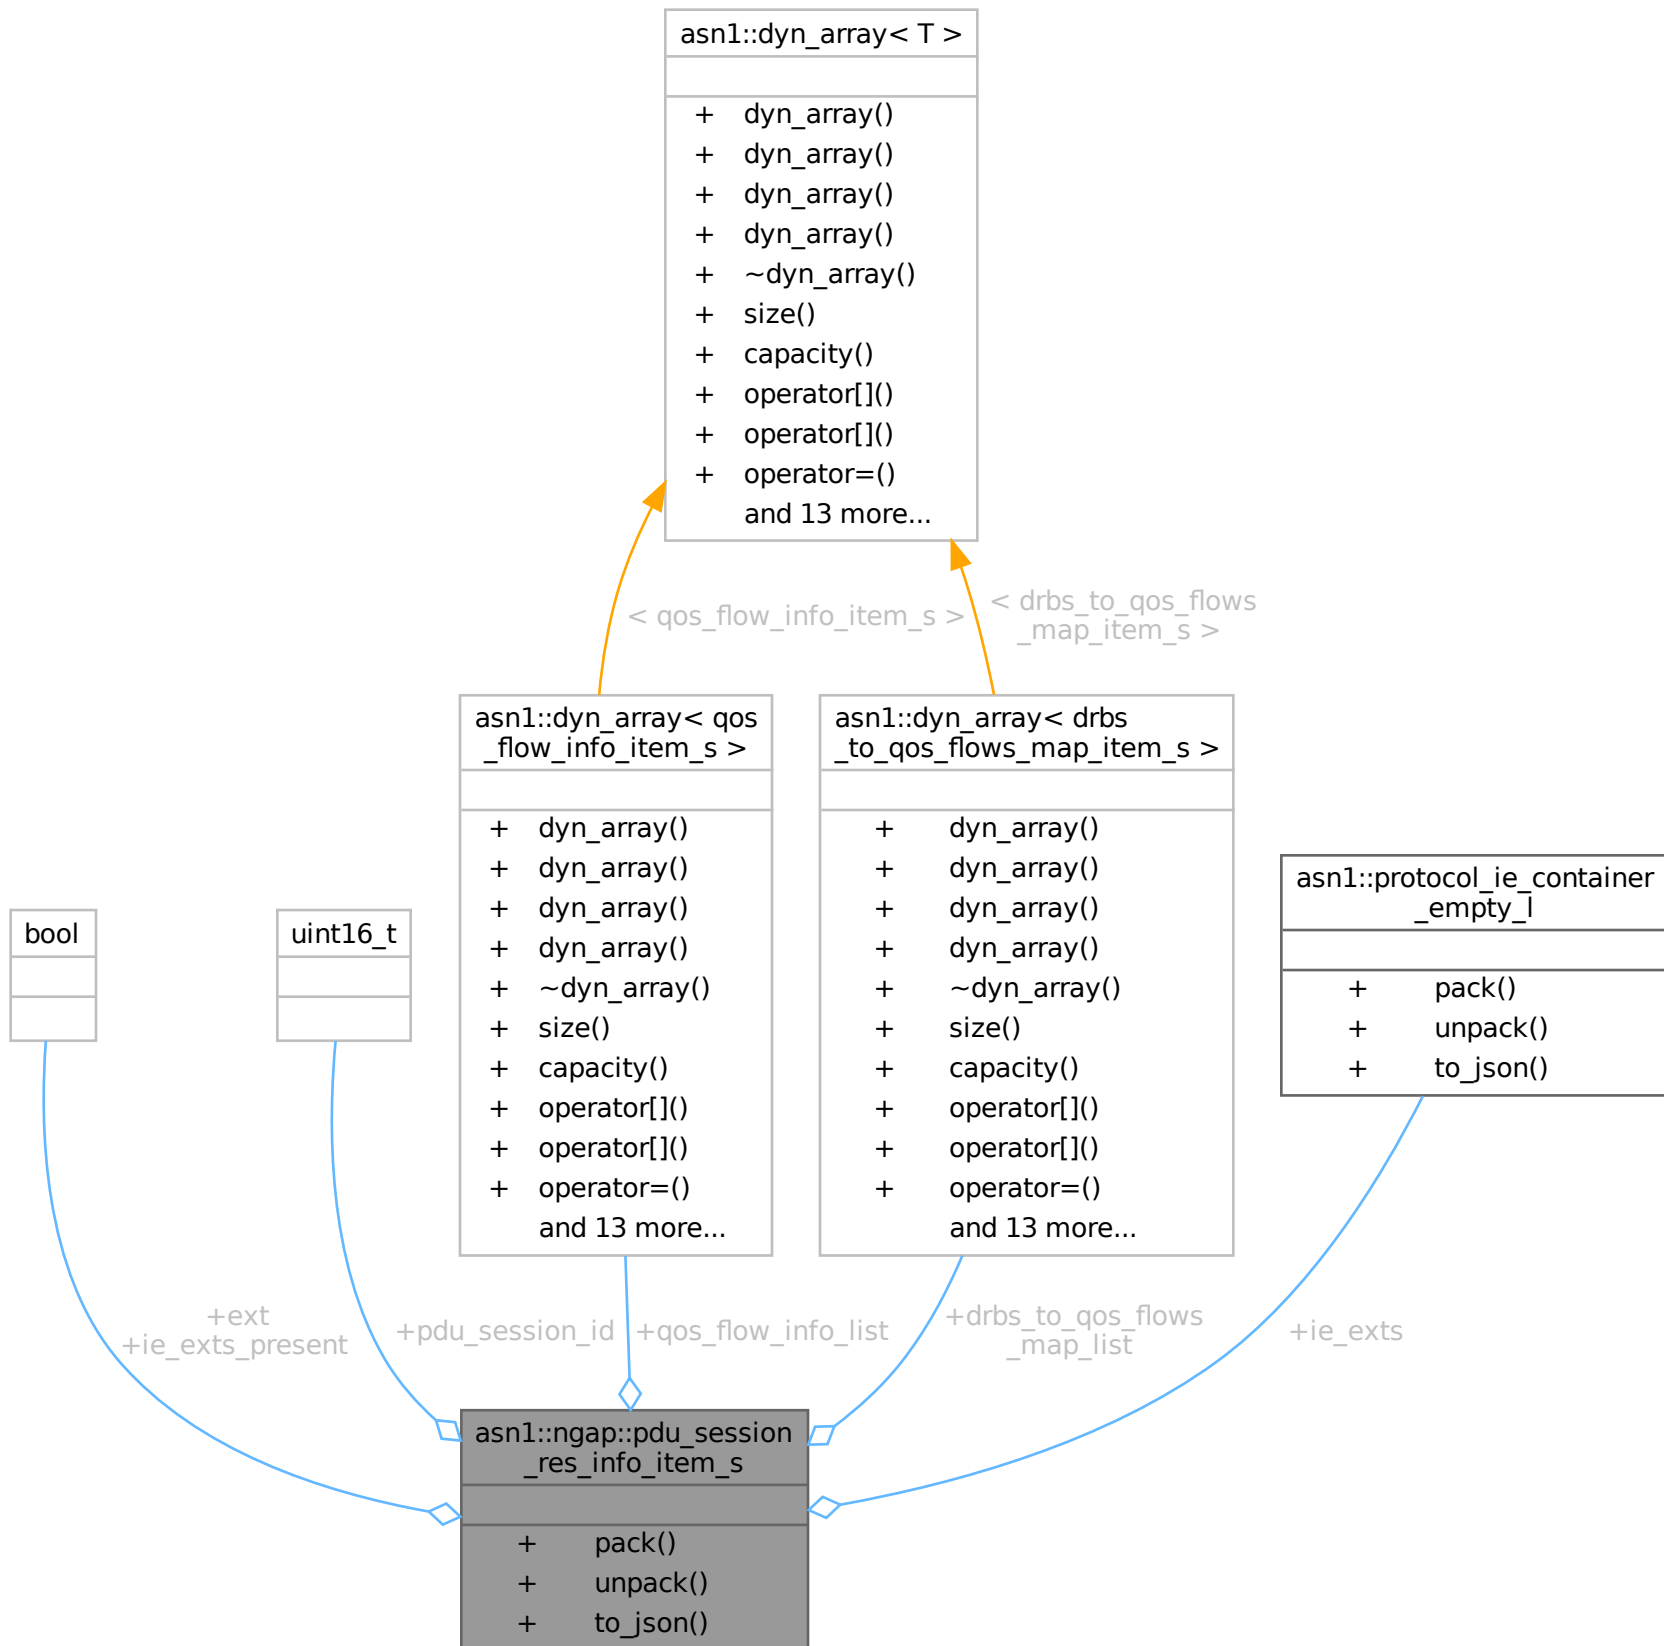 asn1::dyn_array< T >
+ dyn_array()
+ dyn_array()
+ dyn_array()
+ dyn_array()
+ ~dyn_array()
+ size()
+ capacity()
+ operator[]()
+ operator[]()
+ operator=()
and 13 more...
< qos_flow_info_item_s >
< drbs_to_qos_flows
_map_item_s >
asn1::dyn_array< qos
_flow_info_item_s >
+ dyn_array()
+ dyn_array()
+ dyn_array()
+ dyn_array()
+ ~dyn_array()
+ size()
+ capacity()
+ operator[]()
+ operator[]()
+ operator=()
and 13 more...
asn1::dyn_array< drbs
_to_qos_flows_map_item_s >
+ dyn_array()
+ dyn_array()
+ dyn_array()
+ dyn_array()
+ ~dyn_array()
+ size()
+ capacity()
+ operator[]()
+ operator[]()
+ operator=()
and 13 more...
asn1::protocol_ie_container
_empty_l
+ pack()
+ unpack()
+ to_json()
bool
uint16_t
+ext
+ie_exts_present
+pdu_session_id
+qos_flow_info_list
+drbs_to_qos_flows
_map_list
+ie_exts
asn1::ngap::pdu_session
_res_info_item_s
+ pack()
+ unpack()
+ to_json()